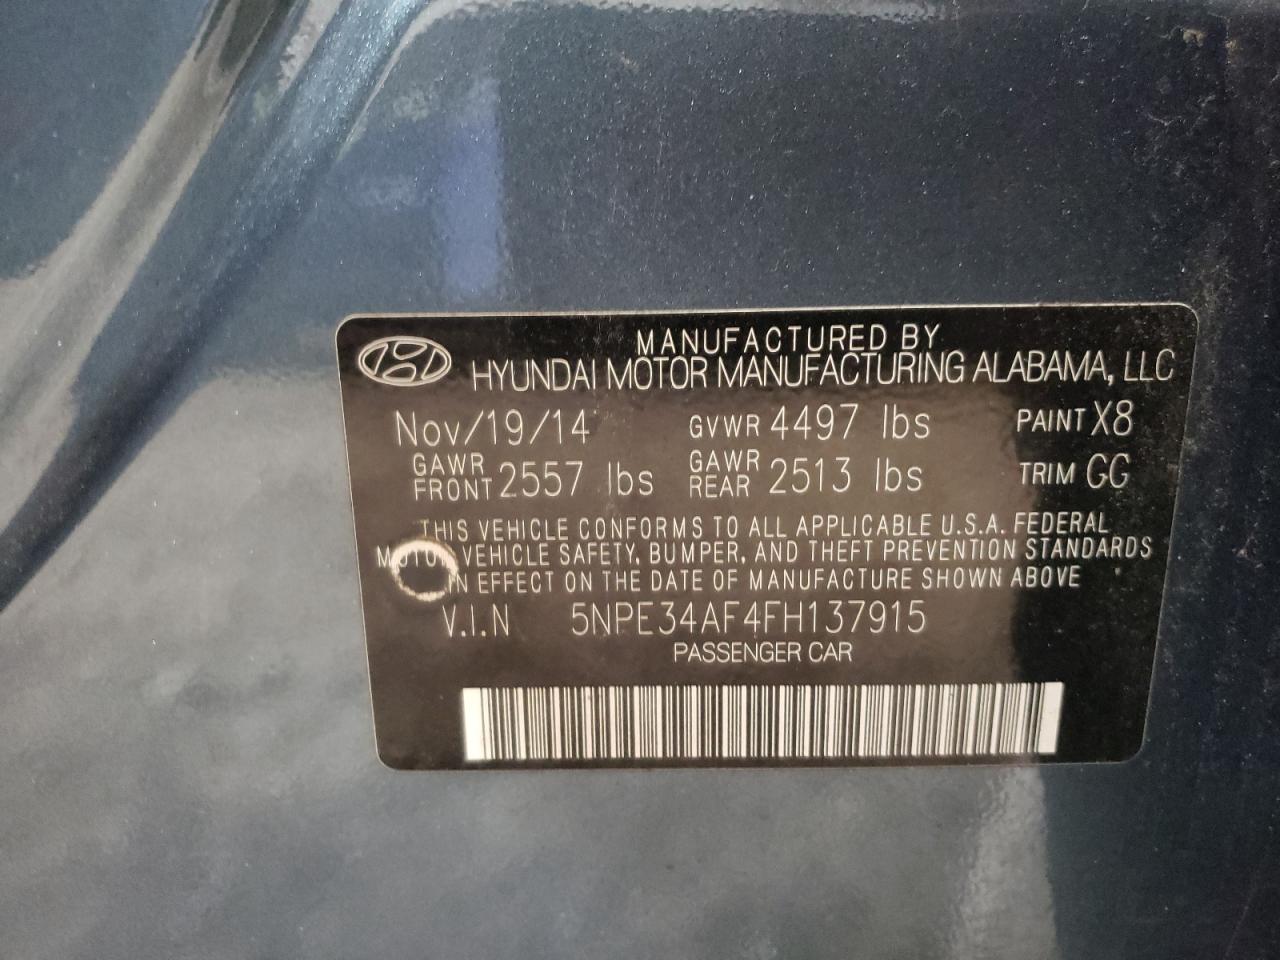 MANUFACTURED BY
HYUNDAI MOTOR MANUFACTURING ALABAMA, LLC
Nov/19/14 GVWR 4497 lbs PAINT X8
GAWR FRONT 2557 lbs GAWR REAR 2513 lbs TRIM GG
THIS VEHICLE CONFORMS TO ALL APPLICABLE U.S.A. FEDERAL
MOTOR VEHICLE SAFETY, BUMPER, AND THEFT PREVENTION STANDARDS
IN EFFECT ON THE DATE OF MANUFACTURE SHOWN ABOVE
V.I.N 5NPE34AF4FH137915
PASSENGER CAR